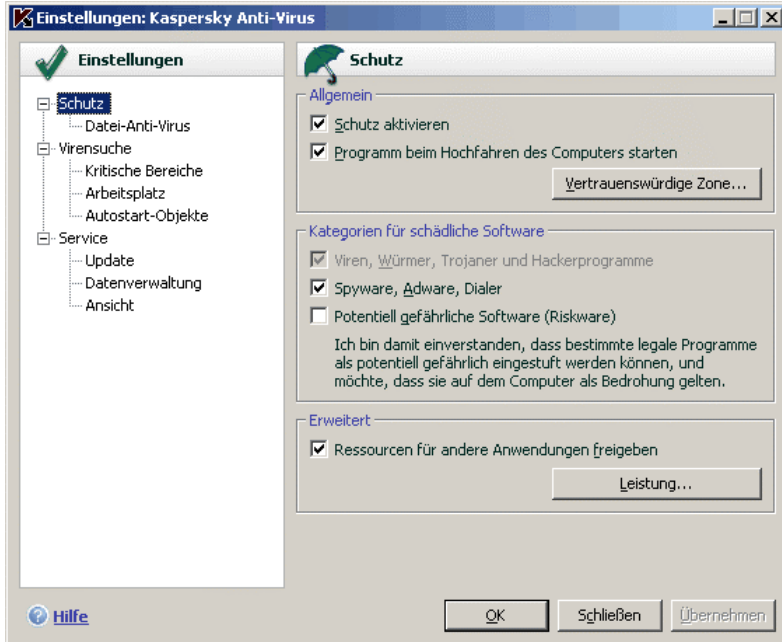 Einstellungen: Kaspersky Anti-Virus
Einstellungen
Schutz
Datei-Anti-Virus
Virensuche
Kritische Bereiche
Arbeitsplatz
Autostart-Objekte
Service
Update
Datenverwaltung
Ansicht
Schutz
Allgemein
Schutz aktivieren
Programm beim Hochfahren des Computers starten
Vertrauenswürdige Zone...
Kategorien für schädliche Software
Viren, Würmer, Trojaner und Hackerprogramme
Spyware, Adware, Dialer
Potentiell gefährliche Software (Riskware)
Ich bin damit einverstanden, dass bestimmte legale Programme
als potentiell gefährlich eingestuft werden können, und
möchte, dass sie auf dem Computer als Bedrohung gelten.
Erweitert
Ressourcen für andere Anwendungen freigeben
Leistung...
Hilfe
OK
Schließen
Übernehmen